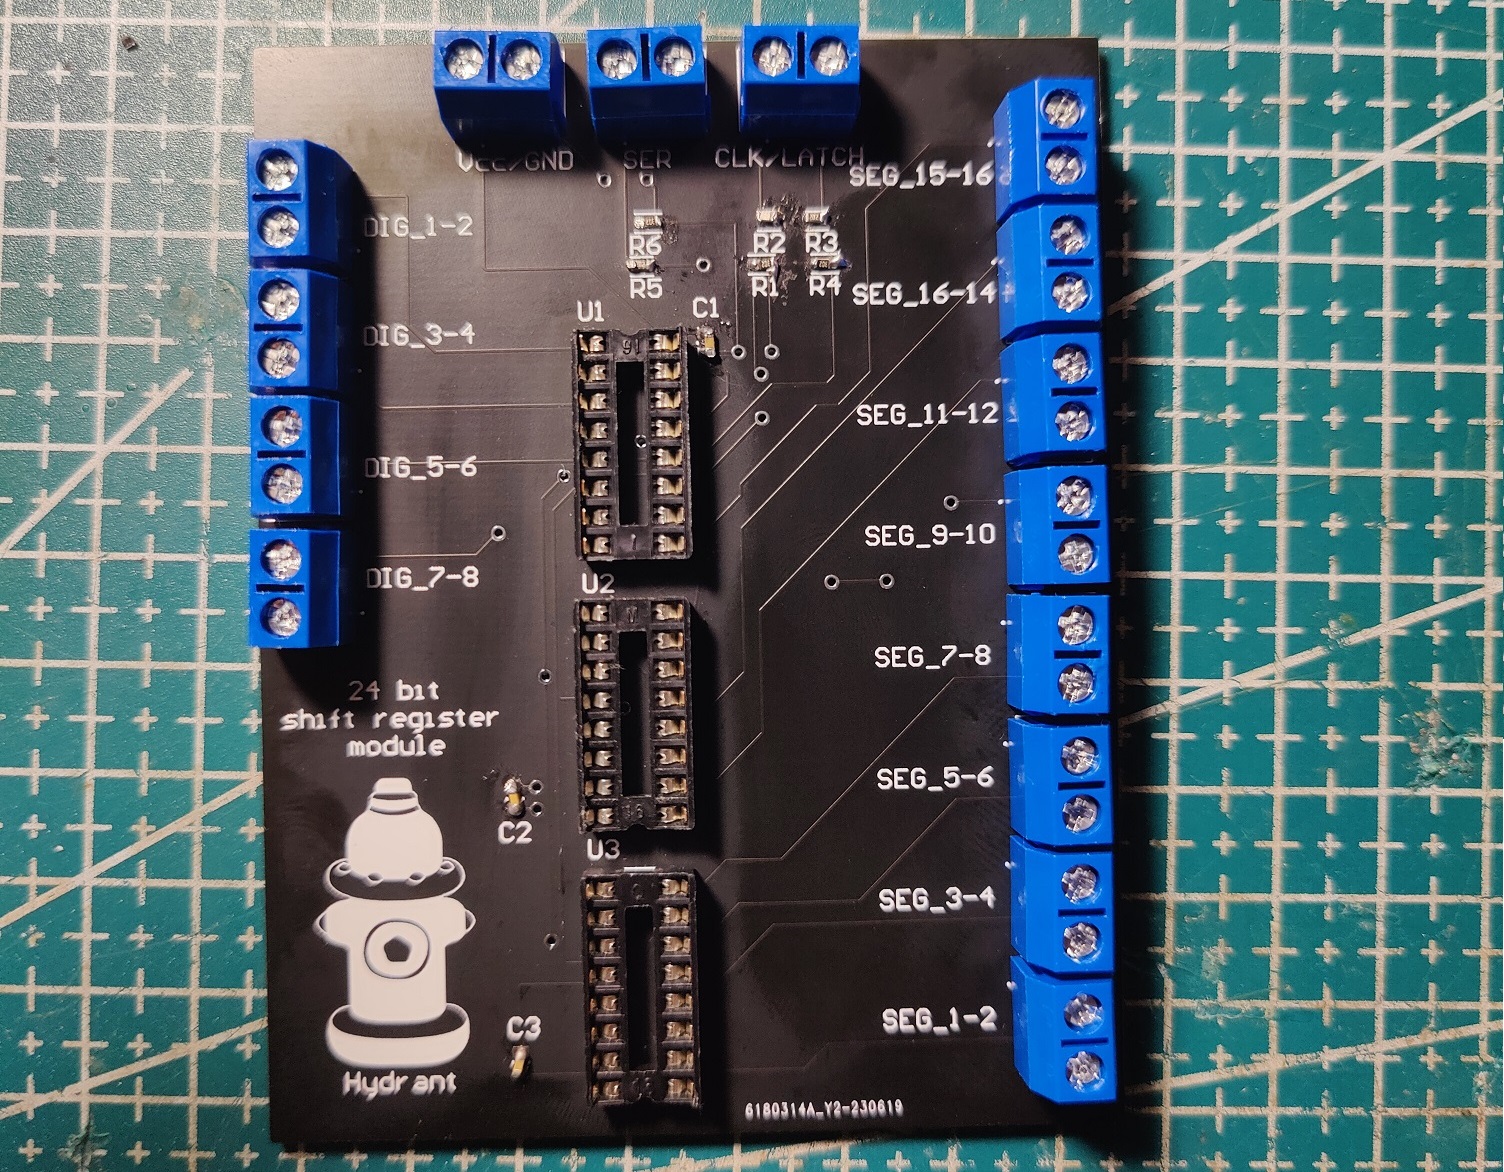 VCC/GND
SER
CLK/LATCH
SEG_15-16
DIG_1-2
R6
R2
R3
R5
R1
R4
SEG_16-14
U1
C1
DIG_3-4
SEG_11-12
DIG_5-6
SEG_9-10
DIG_7-8
U2
SEG_7-8
24 bit
shift register
module
SEG_5-6
C2
U3
SEG_3-4
C3
SEG_1-2
Hydrant
6180314A_Y2-230619